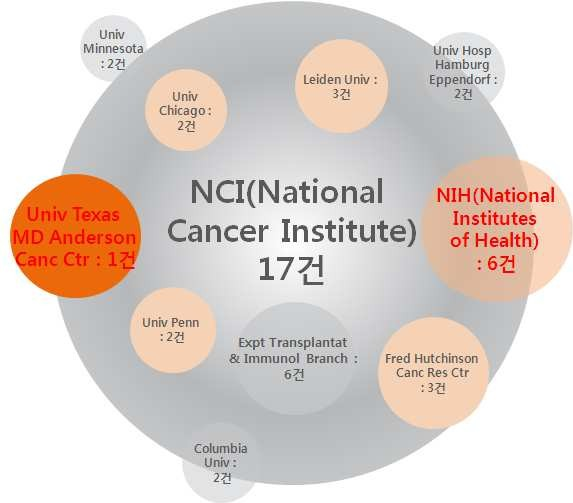 Univ
Minnesota
: 2건
Univ
Chicago :
2건
Leiden Univ :
3건
Univ Hosp
Hamburg
Eppendorf :
2건
NCI(National
Cancer Institute)
17건
Univ Texas
MD Anderson
Canc Ctr : 1건
NIH(National
Institutes
of Health)
: 6건
Univ Penn
: 2건
Expt Transplantat
& Immunol Branch :
6건
Fred Hutchinson
Canc Res Ctr
: 3건
Columbia
Univ :
2건